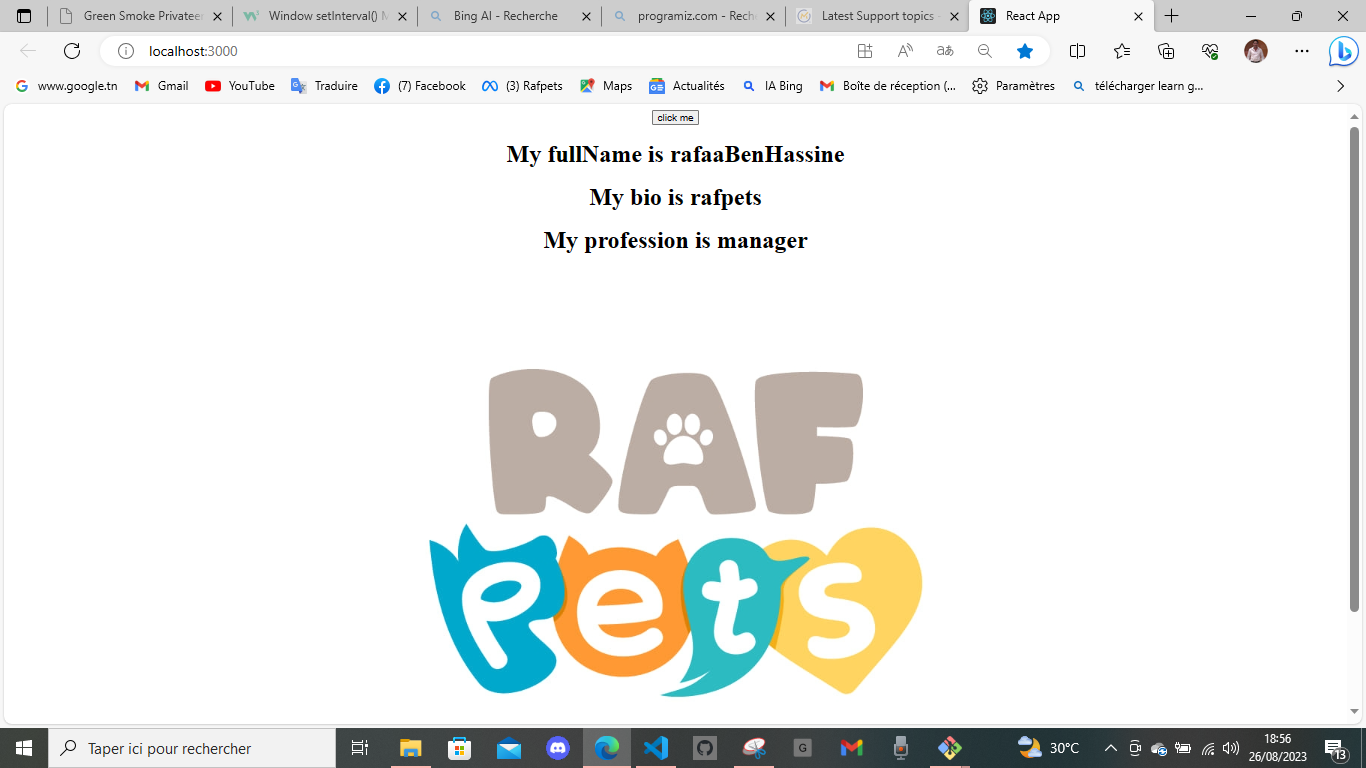 Green Smoke Privateer
Window setInterval() M
Bing AI - Recherche
programiz.com - Rech
Latest Support topics -
React App
localhost:3000
www.google.tn
Gmail
YouTube
Traduire
(7) Facebook
(3) Rafpets
Maps
Actualités
IA Bing
Boîte de réception (...
Paramètres
télécharger learn g...
click me
My fullName is rafaaBenHassine
My bio is rafpets
My profession is manager
RAF
Pets
Taper ici pour rechercher
G
30°C
18:56
26/08/2023
13